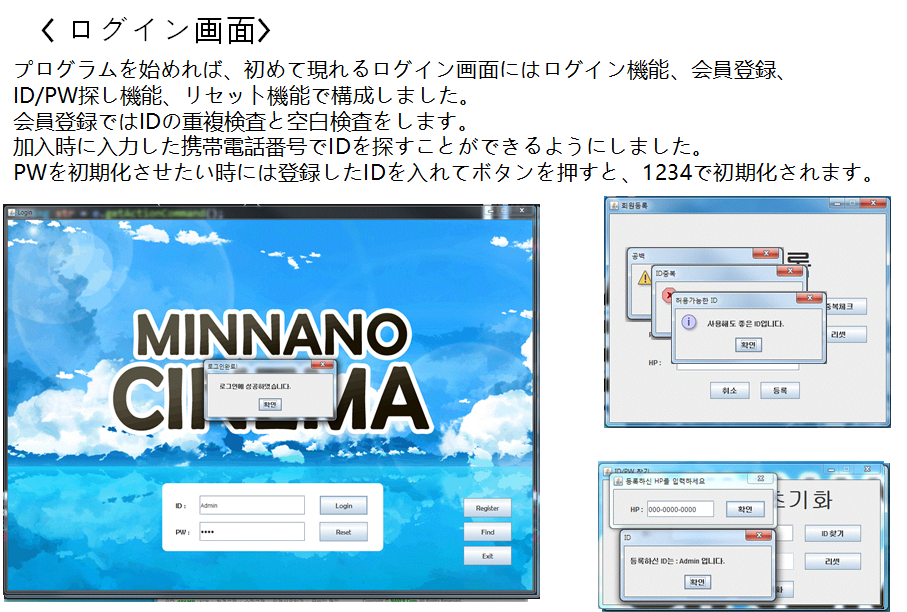 〈 ログイン画面〉
プログラムを始めれば、初めて現れるログイン画面にはログイン機能、会員登録、
ID/PW探し機能、リセット機能で構成しました。
会員登録ではIDの重複検査と空白検査をします。
加入時に入力した携帯電話番号でIDを探すことができるようにしました。
PWを初期化させたい時には登録したIDを入れてボタンを押すと、1234で初期化されます。
Login
str = e.getActionCommand();
MINNANO
CINEMA
로그인완료!
로그인에 성공하였습니다.
확인
ID :
Admin
Login
PW :
••••
Reset
Register
Find
Exit
회원등록
공백
ID중복
허용가능한 ID
사용해도 좋은 ID입니다.
확인
중복체크
리셋
HP :
취소
등록
ID/PW 찾기
등록하신 HP를 입력하세요
HP :
000-0000-0000
확인
초기화
ID
등록하신 ID는 : Admin 입니다.
확인
ID찾기
리셋